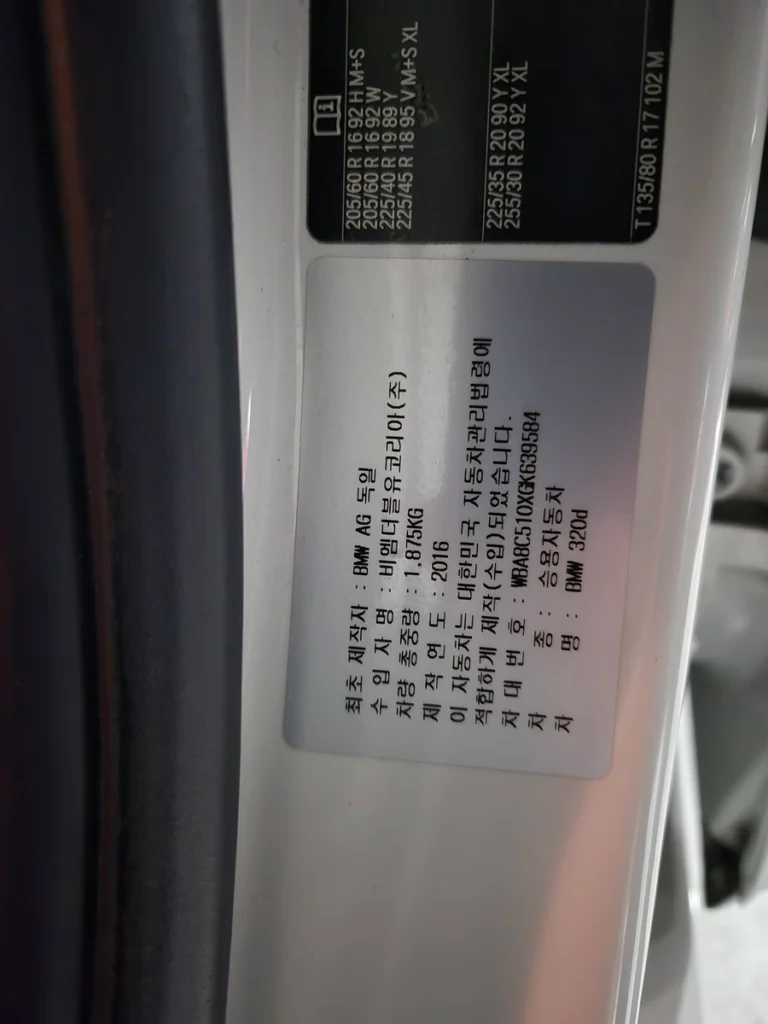 205/60 R 16 92 H M+S
205/60 R 16 92 W
225/40 R 19 89 Y
225/45 R 18 95 V M+S XL
225/35 R 20 90 Y XL
255/30 R 20 92 Y XL
T 135/80 R 17 102 M
최초 제작자 : BMW AG 독일
수 입 자 명 : 비엠더블유코리아(주)
차량 총중량 : 1,875KG
제 작 연 도 : 2016
이 자동차는 대한민국 자동차관리법령에
적합하게 제작(수입)되었습니다.
차 대 번 호 : WBA8C510XGK639584
차 종 : 승용자동차
차 명 : BMW 320d